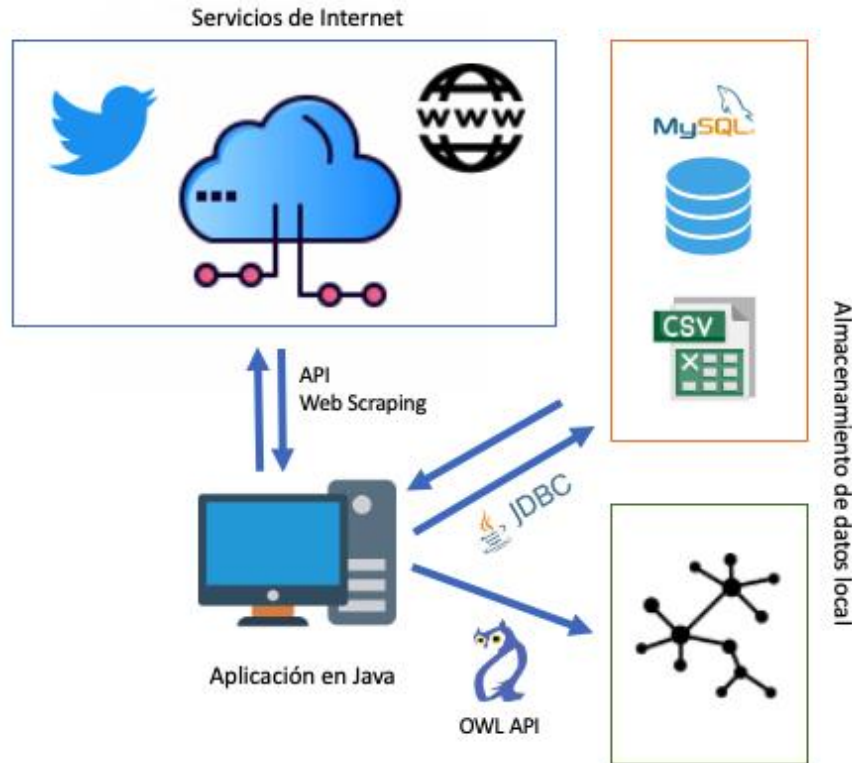 Servicios de Internet
www
MySQL
CSV
API
Web Scraping
JDBC
Aplicación en Java
OWL API
Almacenamiento de datos local